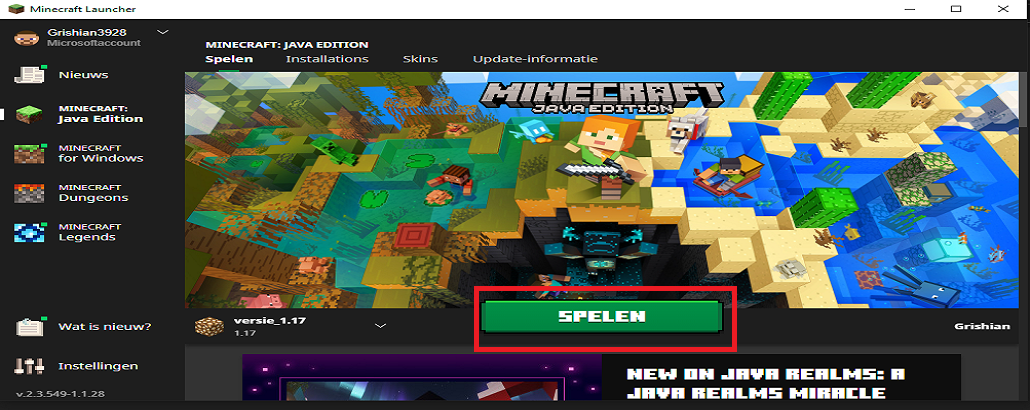 Minecraft Launcher
Grishian3928
Microsoftaccount
Nieuws
MINECRAFT:
Java Edition
MINECRAFT
for Windows
MINECRAFT
Dungeons
MINECRAFT
Legends
Wat is nieuw?
Instellingen
v.2.3.549-1.1.28
MINECRAFT: JAVA EDITION
Spelen Installations Skins Update-informatie
MINECRAFT
JAVA EDITION
versie_1.17
1.17
SPELEN
Grishian
NEW ON JAVA REALMS: A
JAVA REALMS MIRACLE